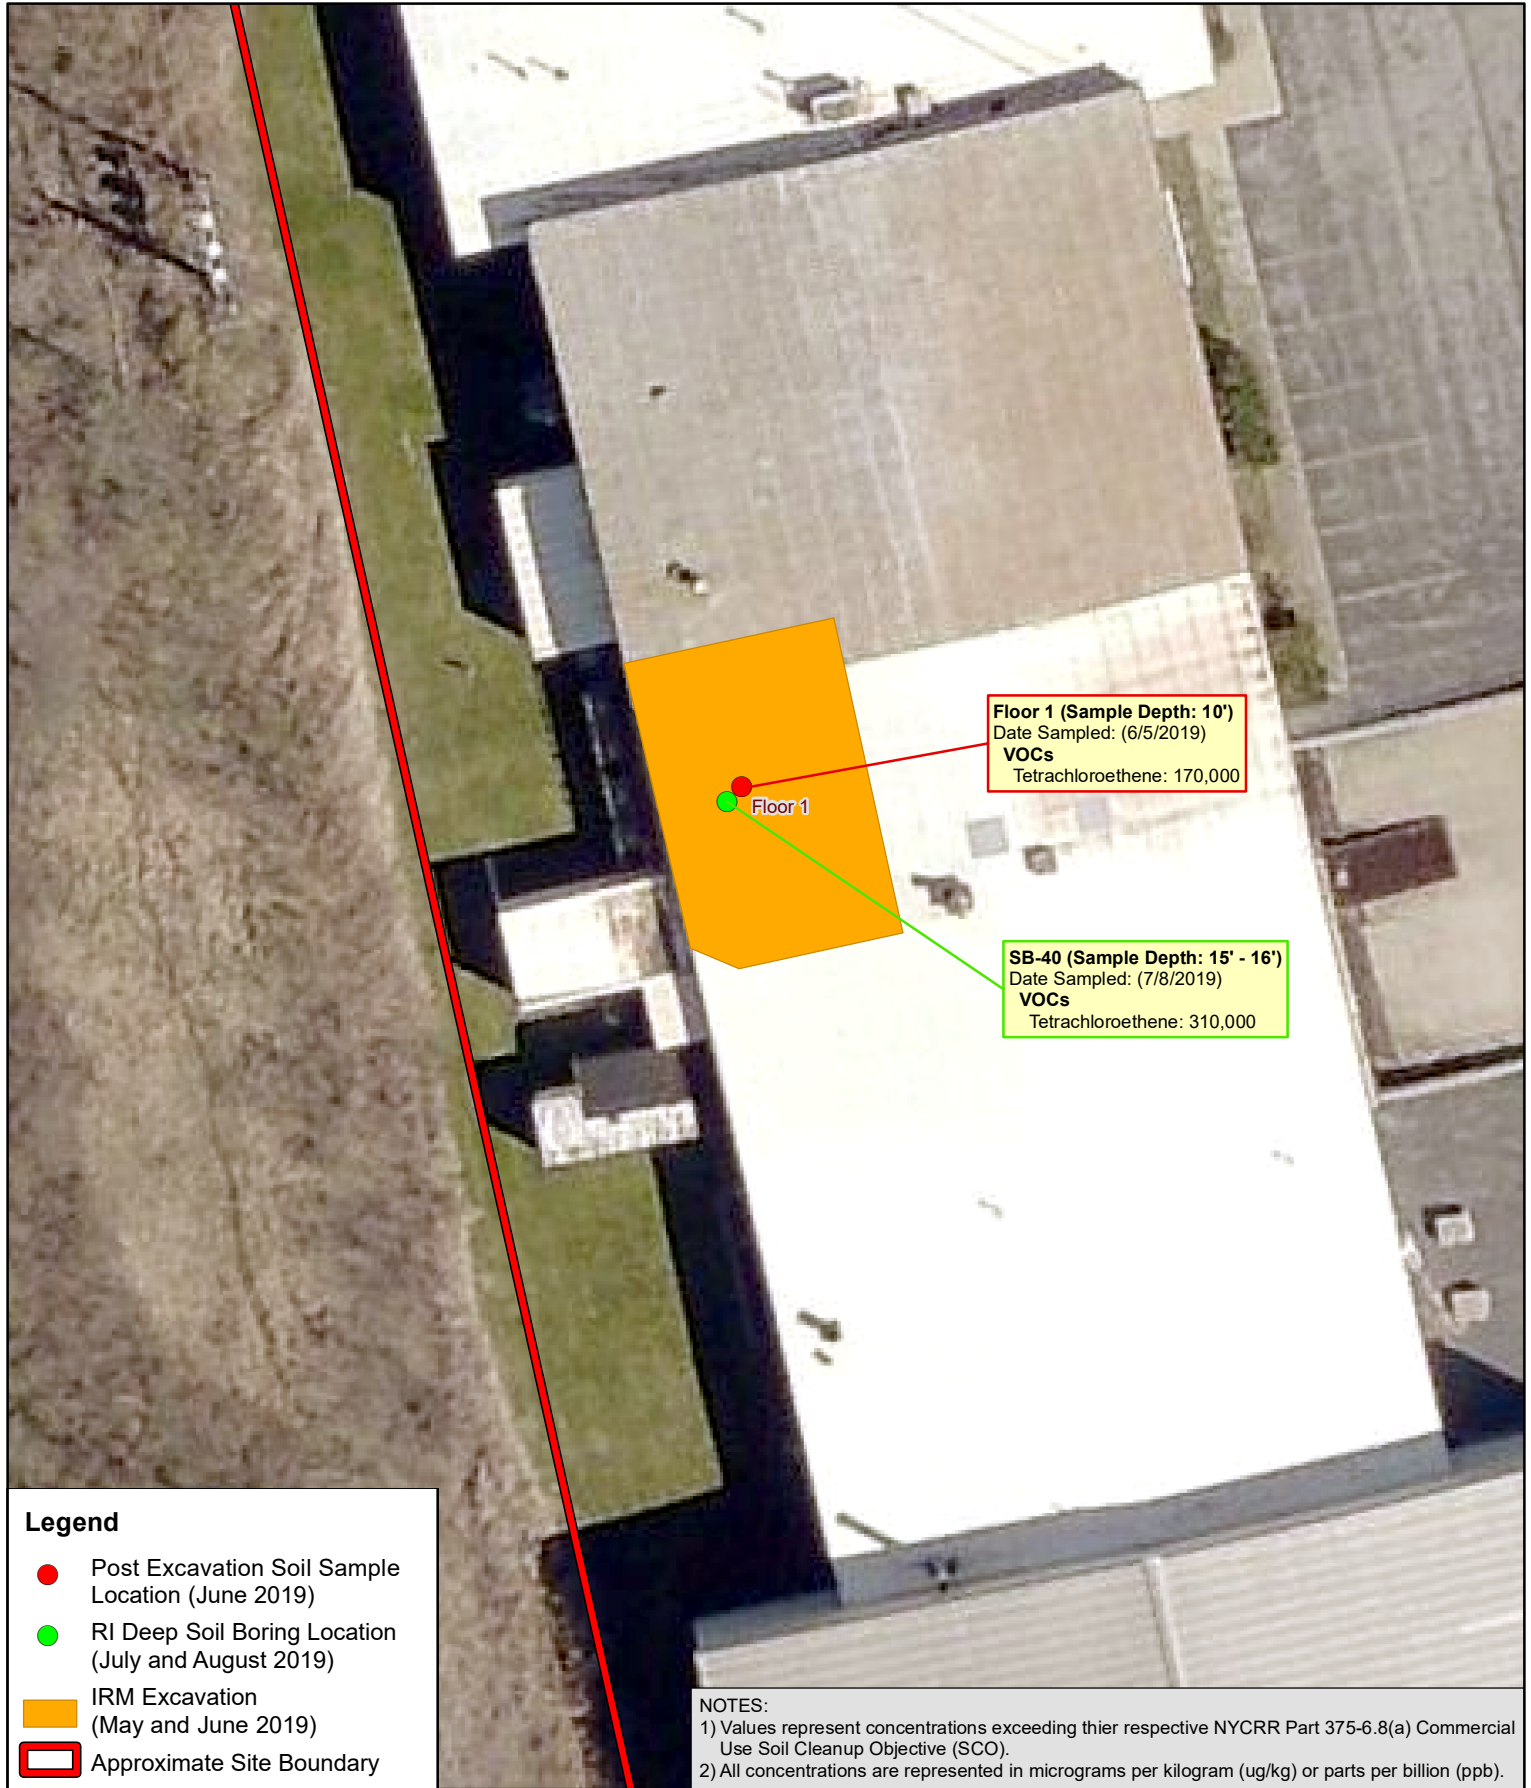 Floor 1 (Sample Depth: 10')
Date Sampled: (6/5/2019)
VOCs
Tetrachloroethene: 170,000
Floor 1
SB-40 (Sample Depth: 15' - 16')
Date Sampled: (7/8/2019)
VOCs
Tetrachloroethene: 310,000
Legend
Post Excavation Soil Sample
Location (June 2019)
RI Deep Soil Boring Location
(July and August 2019)
IRM Excavation
(May and June 2019)
Approximate Site Boundary
NOTES:
1) Values represent concentrations exceeding thier respective NYCRR Part 375-6.8(a) Commercial
Use Soil Cleanup Objective (SCO).
2) All concentrations are represented in micrograms per kilogram (ug/kg) or parts per billion (ppb).